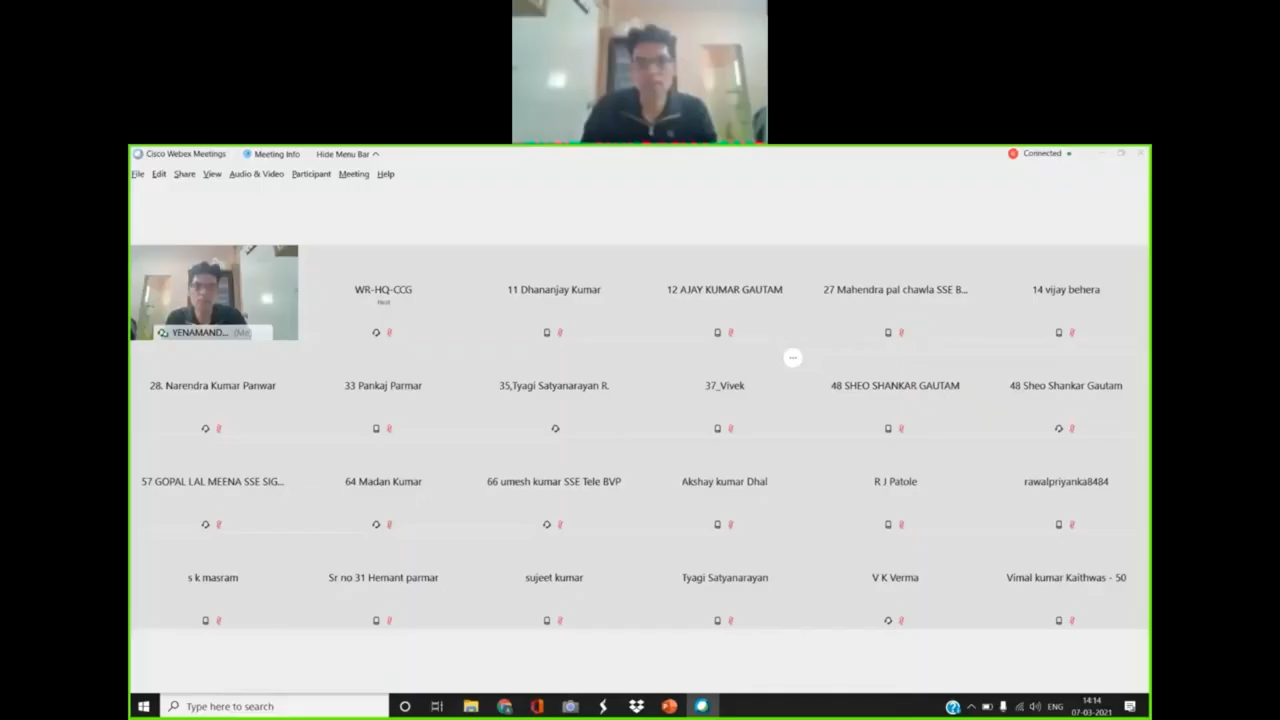 Cisco Webex Meetings Meeting Info Hide Menu Bar Connected
File Edit Share View Audio & Video Participant Meeting Help
WR-HQ-CCG 11 Dhananjay Kumar 12 AJAY KUMAR GAUTAM 27 Mahendra pal chawla SSE B... 14 vijay behera
Host
YENAMAND... (Me)
28. Narendra Kumar Panwar 33 Pankaj Parmar 35,Tyagi Satyanarayan R. 37_Vivek 48 SHEO SHANKAR GAUTAM 48 Sheo Shankar Gautam
57 GOPAL LAL MEENA SSE SIG... 64 Madan Kumar 66 umesh kumar SSE Tele BVP Akshay kumar Dhal R J Patole rawalpriyanka8484
s k masram Sr no 31 Hemant parmar sujeet kumar Tyagi Satyanarayan V K Verma Vimal kumar Kaithwas - 50
Type here to search ENG 14:14
07-03-2021